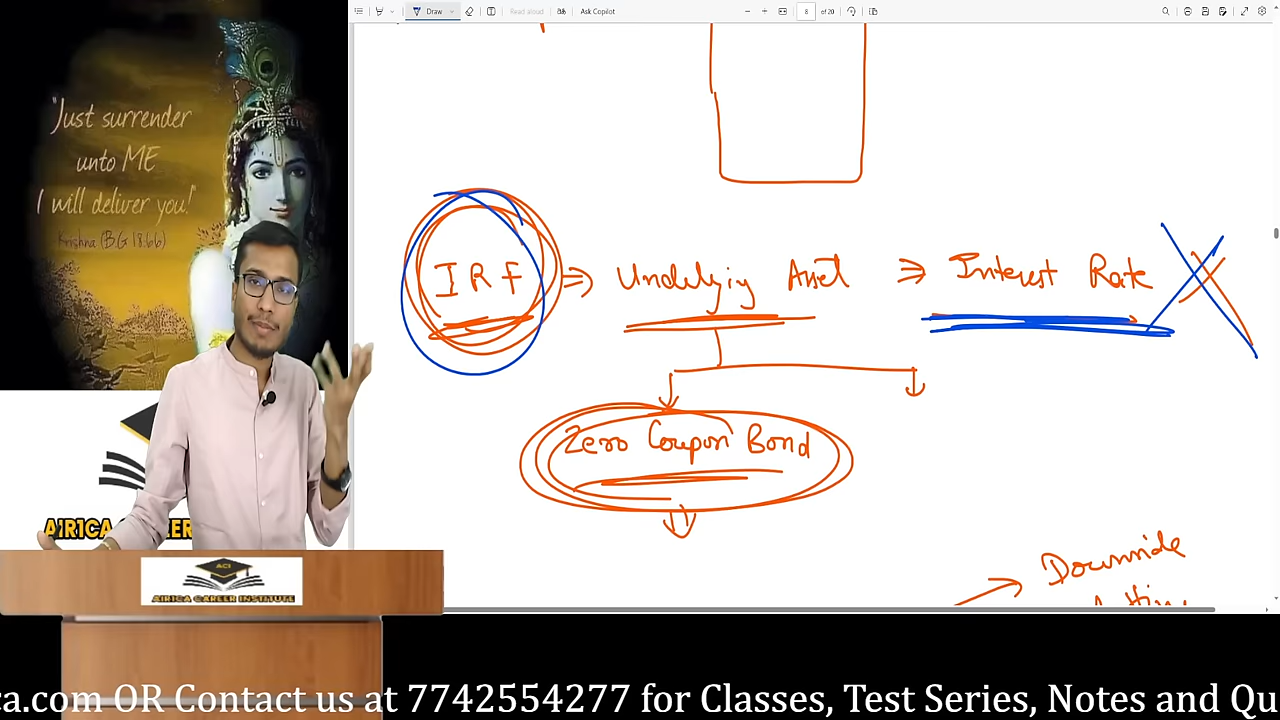 Draw
Read aloud
Ask Copilot
8 of 20
"Just surrender
unto ME
I will deliver you!"
Krishna (B.G 18.66)
I R F ⇒ Underlying Asset ⇒ Interest Rate
Zero Coupon Bond
Downside
ACI
AIRICA CAREER INSTITUTE
ca.com OR Contact us at 7742554277 for Classes, Test Series, Notes and Qu